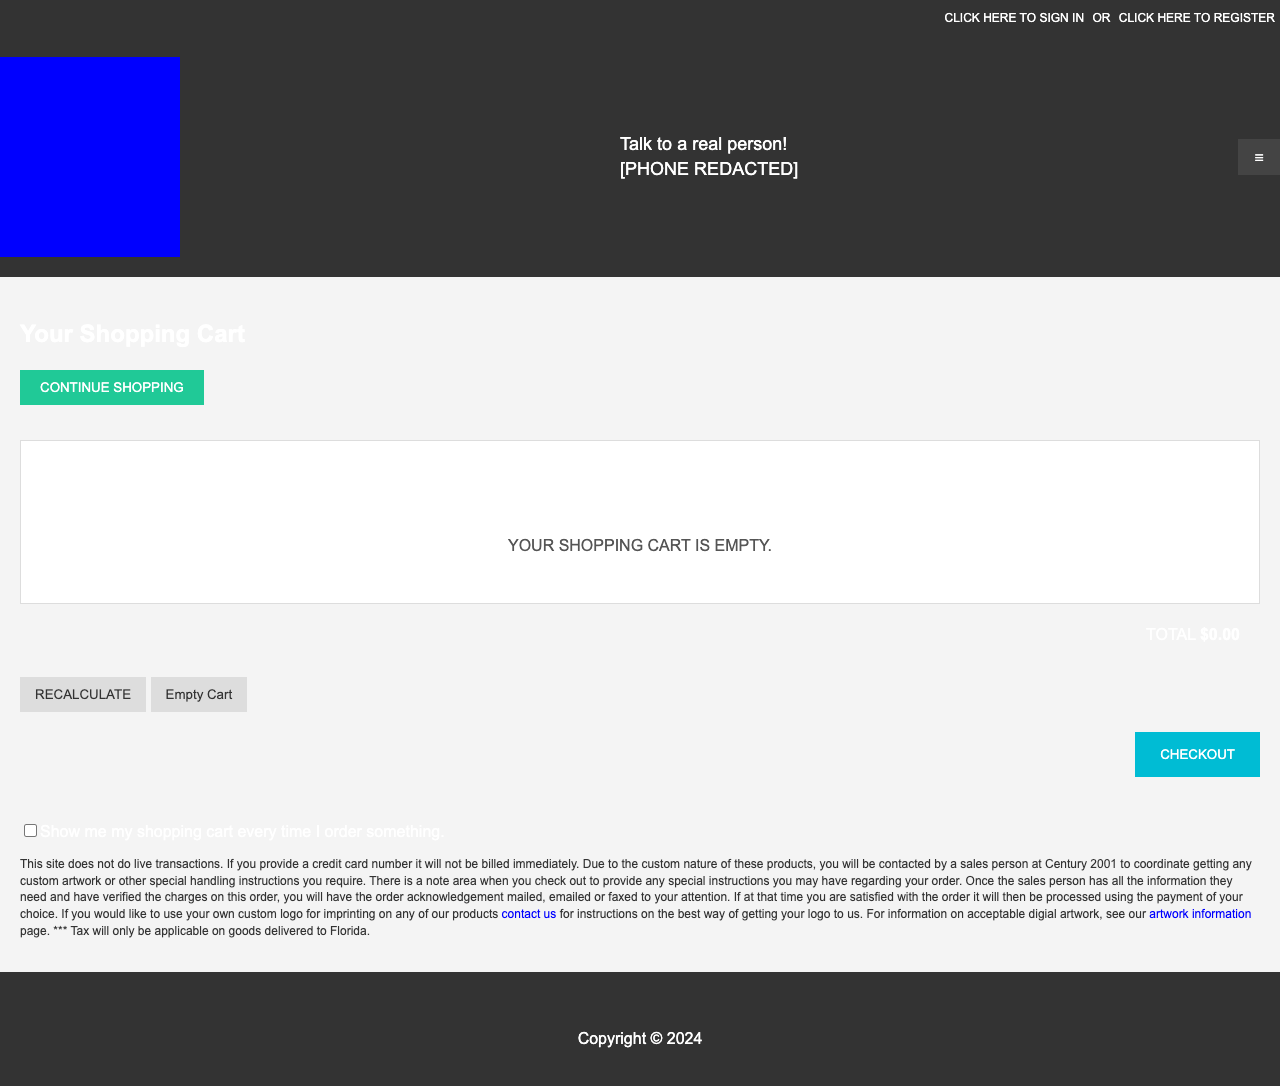 CLICK HERE TO SIGN IN OR CLICK HERE TO REGISTER
Talk to a real person!
[PHONE REDACTED]
≡
Your Shopping Cart
CONTINUE SHOPPING
YOUR SHOPPING CART IS EMPTY.
TOTAL $0.00
RECALCULATE Empty Cart
CHECKOUT
Show me my shopping cart every time I order something.
This site does not do live transactions. If you provide a credit card number it will not be billed immediately. Due to the custom nature of these products, you will be contacted by a sales person at Century 2001 to coordinate getting any
custom artwork or other special handling instructions you require. There is a note area when you check out to provide any special instructions you may have regarding your order. Once the sales person has all the information they
need and have verified the charges on this order, you will have the order acknowledgement mailed, emailed or faxed to your attention. If at that time you are satisfied with the order it will then be processed using the payment of your
choice. If you would like to use your own custom logo for imprinting on any of our products contact us for instructions on the best way of getting your logo to us. For information on acceptable digial artwork, see our artwork information
page. *** Tax will only be applicable on goods delivered to Florida.
Copyright © 2024